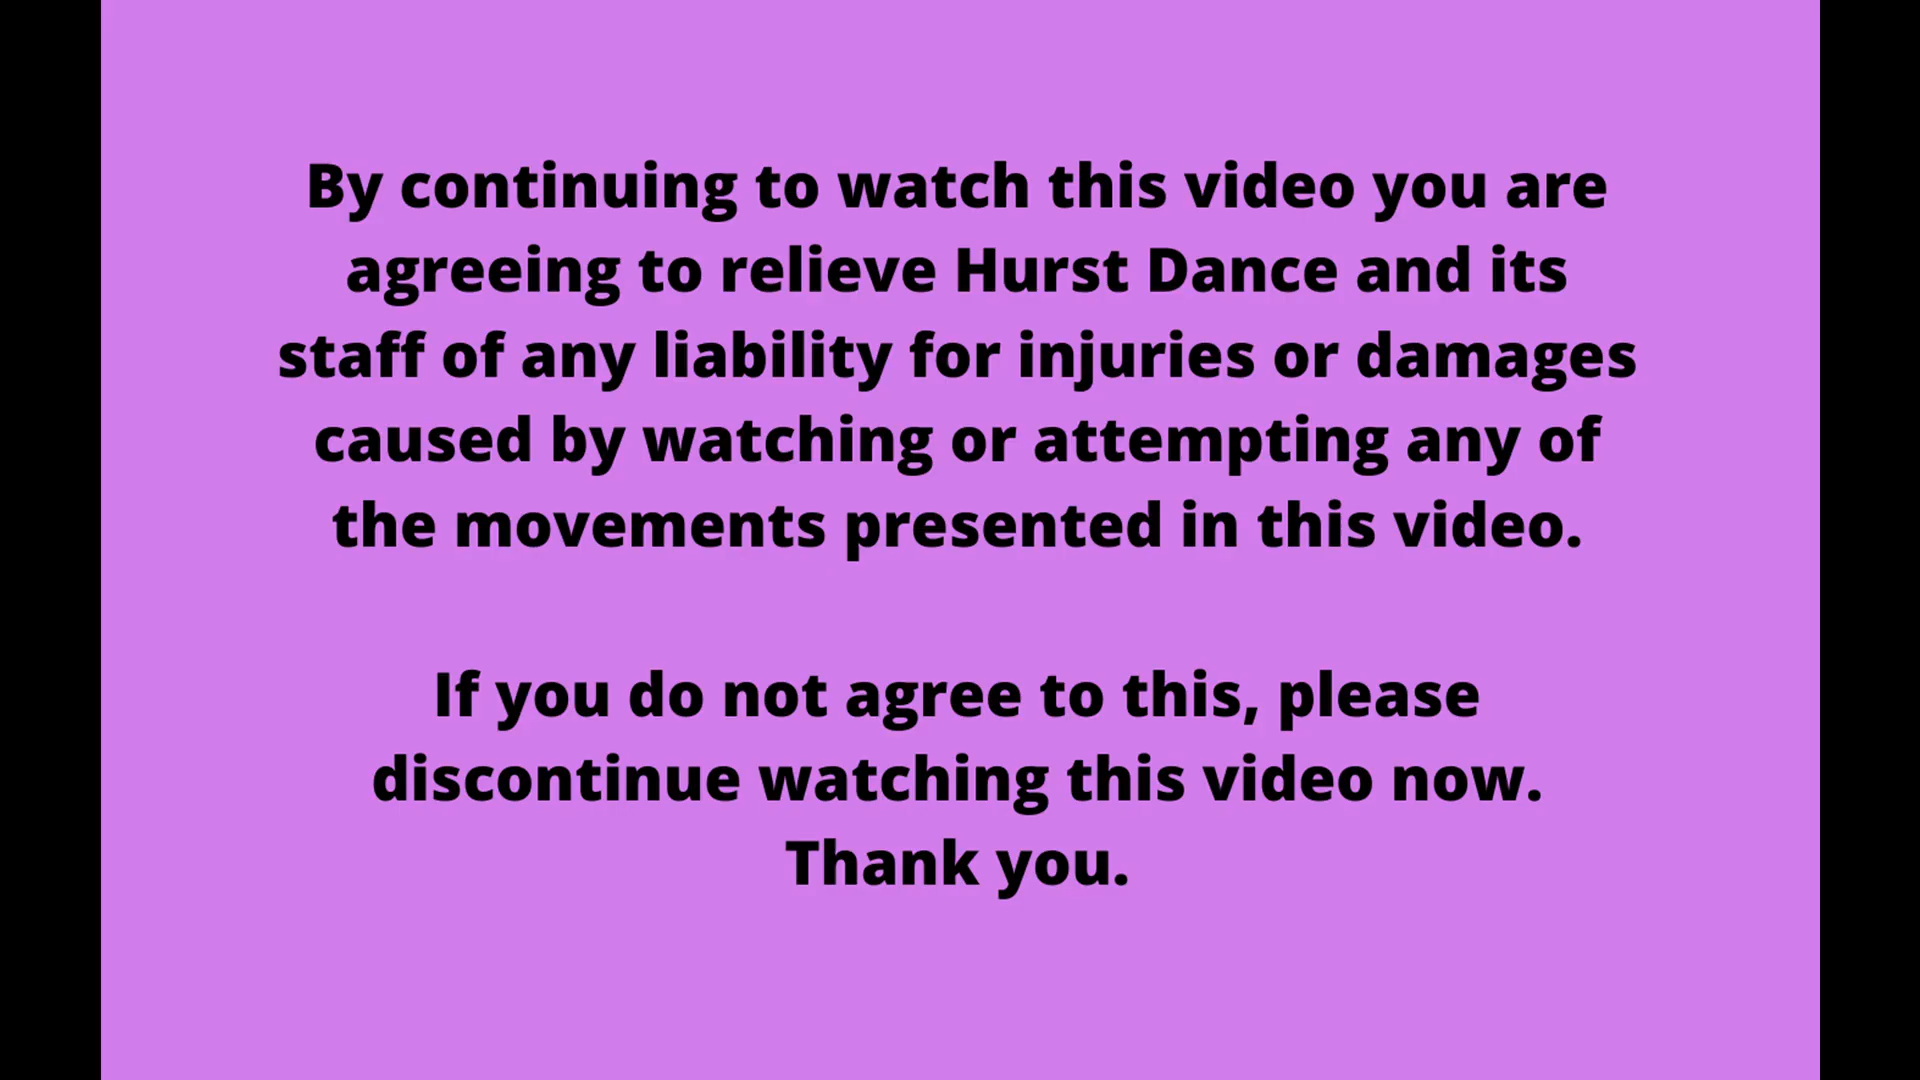 By continuing to watch this video you are
agreeing to relieve Hurst Dance and its
staff of any liability for injuries or damages
caused by watching or attempting any of
the movements presented in this video.
If you do not agree to this, please
discontinue watching this video now.
Thank you.